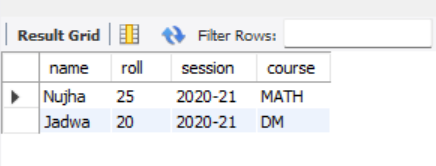 Result Grid Filter Rows:
name roll session course
Nujha 25 2020-21 MATH
Jadwa 20 2020-21 DM